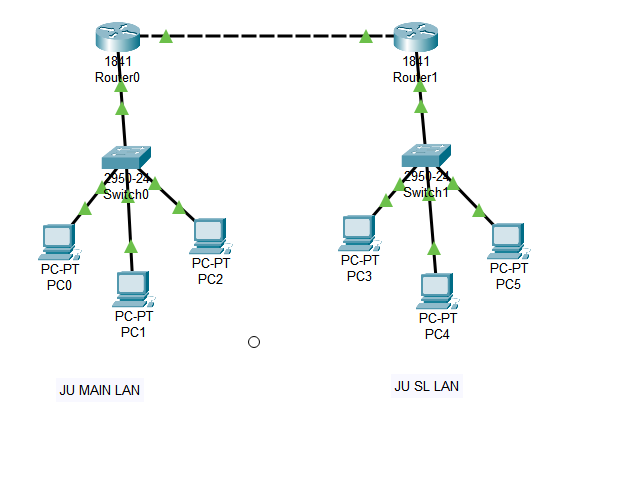 1841
Router0
1841
Router1
2950-24
Switch0
2950-24
Switch1
PC-PT
PC0
PC-PT
PC1
PC-PT
PC2
PC-PT
PC3
PC-PT
PC4
PC-PT
PC5
JU MAIN LAN
JU SL LAN